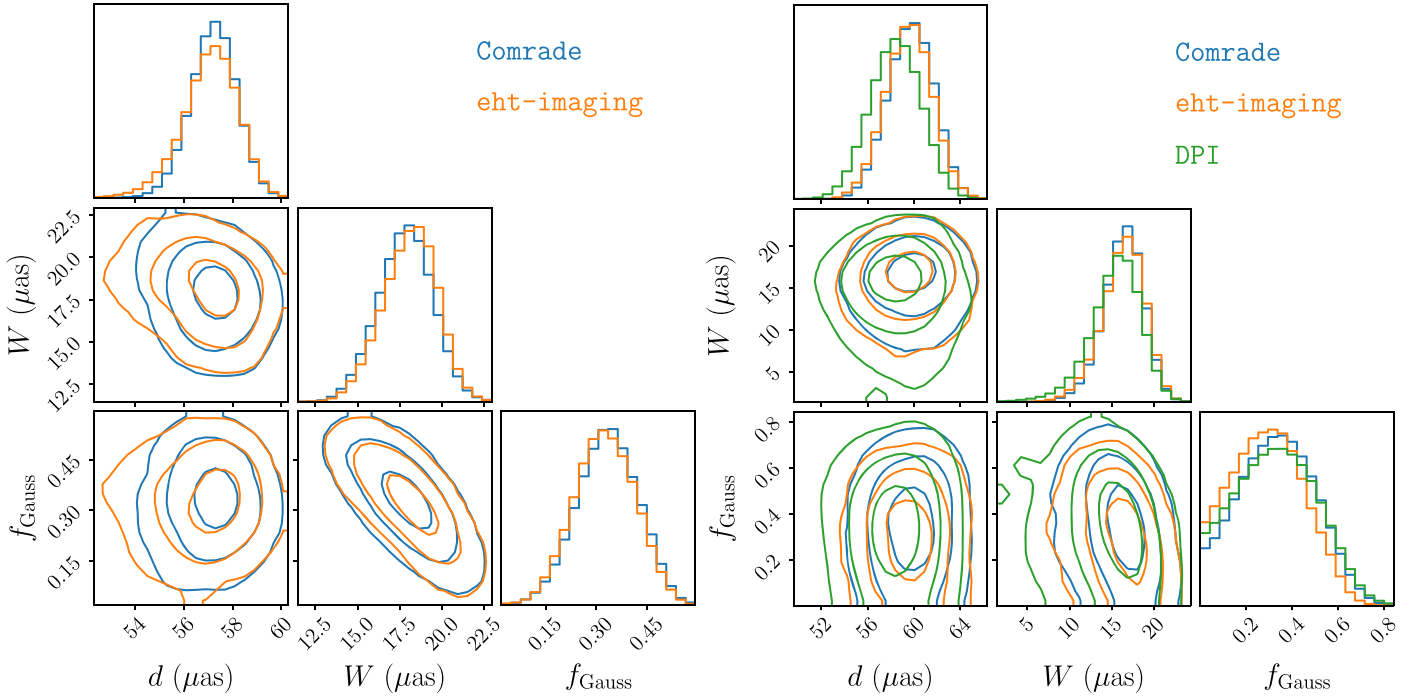 Comrade
eht-imaging
W (μas)
22.5
20.0
17.5
15.0
12.5
f_Gauss
0.45
0.30
0.15
54
56
58
60
d (μas)
12.5
15.0
17.5
20.0
22.5
W (μas)
0.15
0.30
0.45
f_Gauss
Comrade
eht-imaging
DPI
W (μas)
20
15
10
5
f_Gauss
0.8
0.6
0.4
0.2
52
56
60
64
d (μas)
5
10
15
20
W (μas)
0.2
0.4
0.6
0.8
f_Gauss